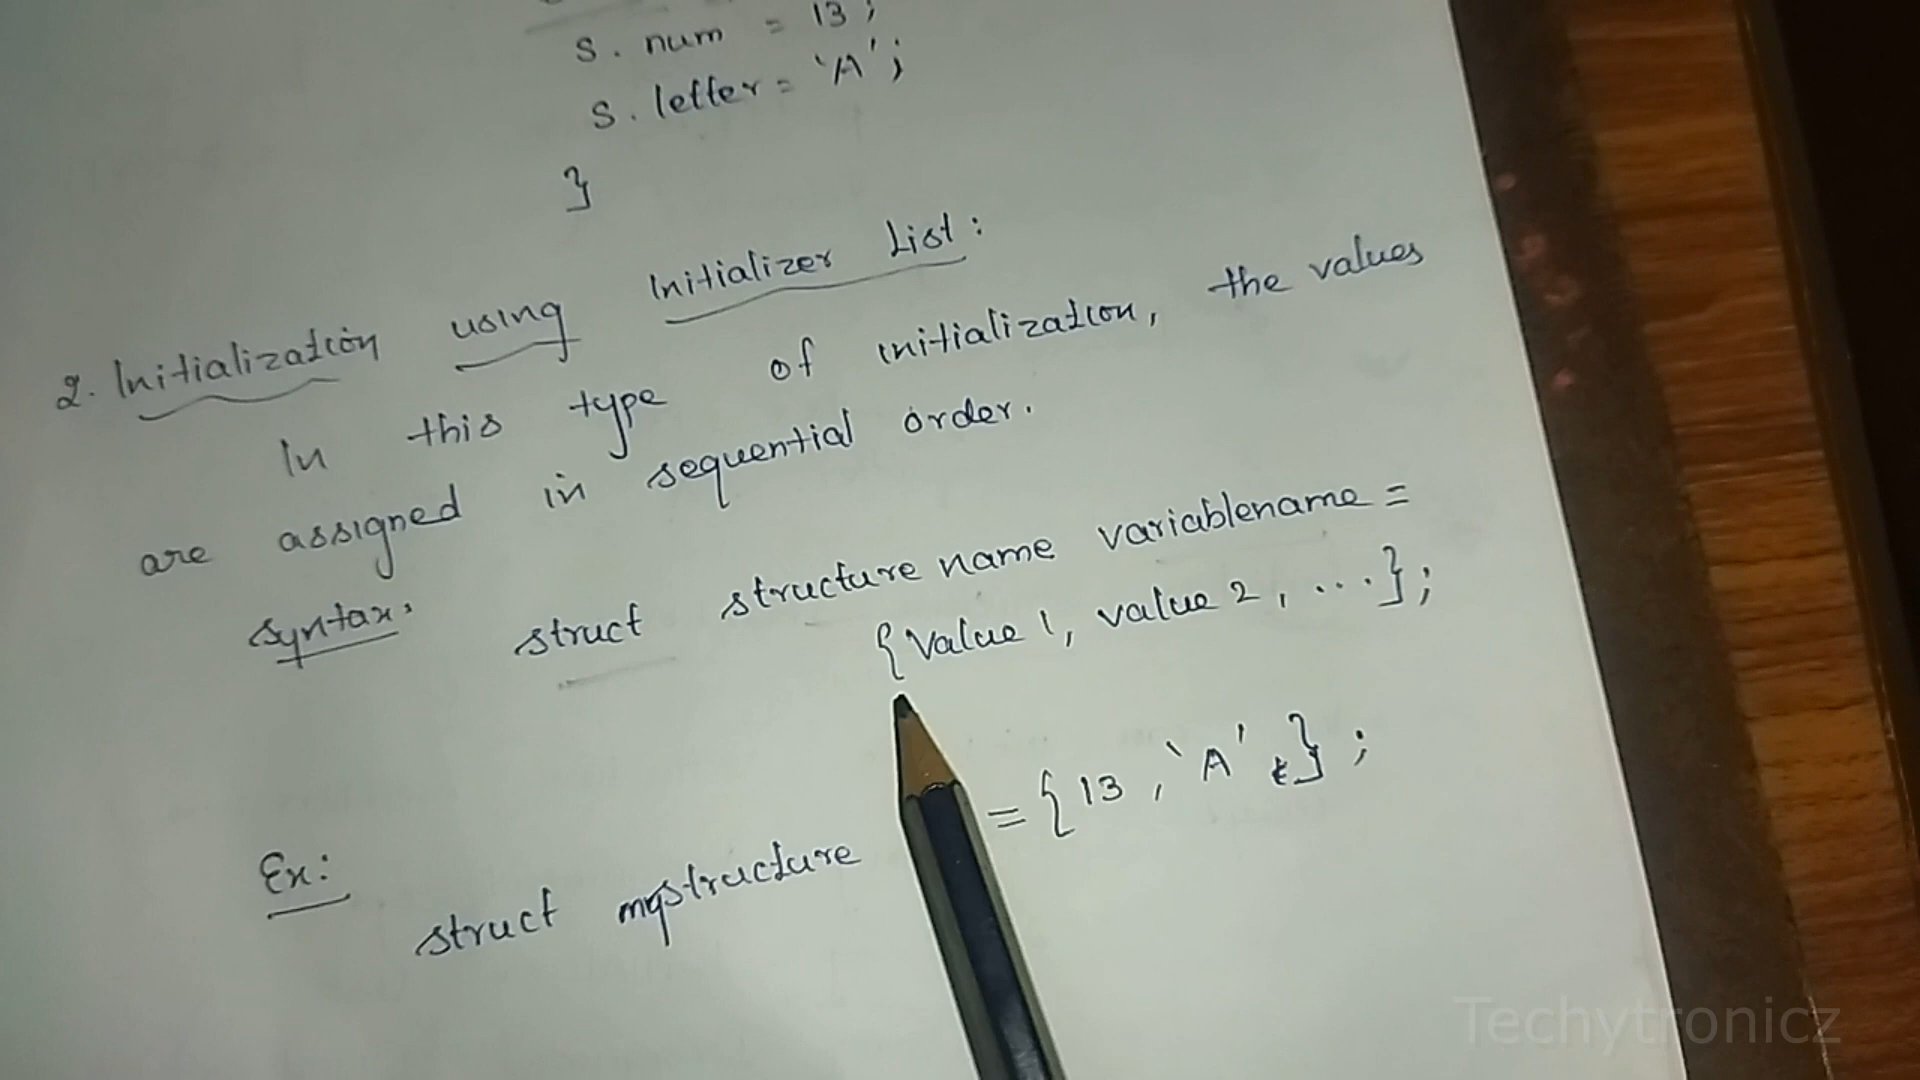 s. num = 13;
s. letter = 'A';
}
2. Initialization using Initializer List:
In this type of initialization, the values
are assigned in sequential order.
syntax: struct structure name variablename =
{value 1, value 2, ...};
Ex:
struct mystructure = {13, 'A'};
Techytronicz